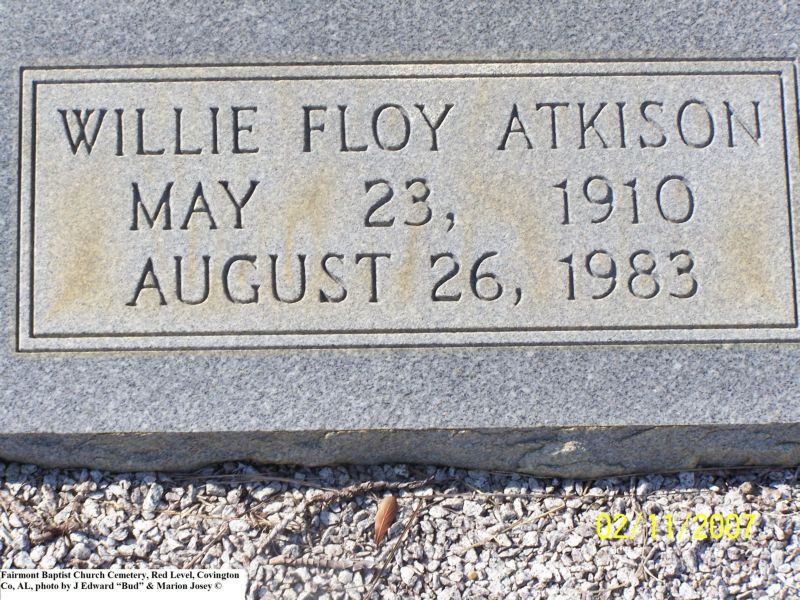 WILLIE FLOY ATKISON
MAY 23, 1910
AUGUST 26, 1983
02/11/2007
Fairmont Baptist Church Cemetery, Red Level, Covington
Co, AL, photo by J Edward “Bud” & Marion Josey ©